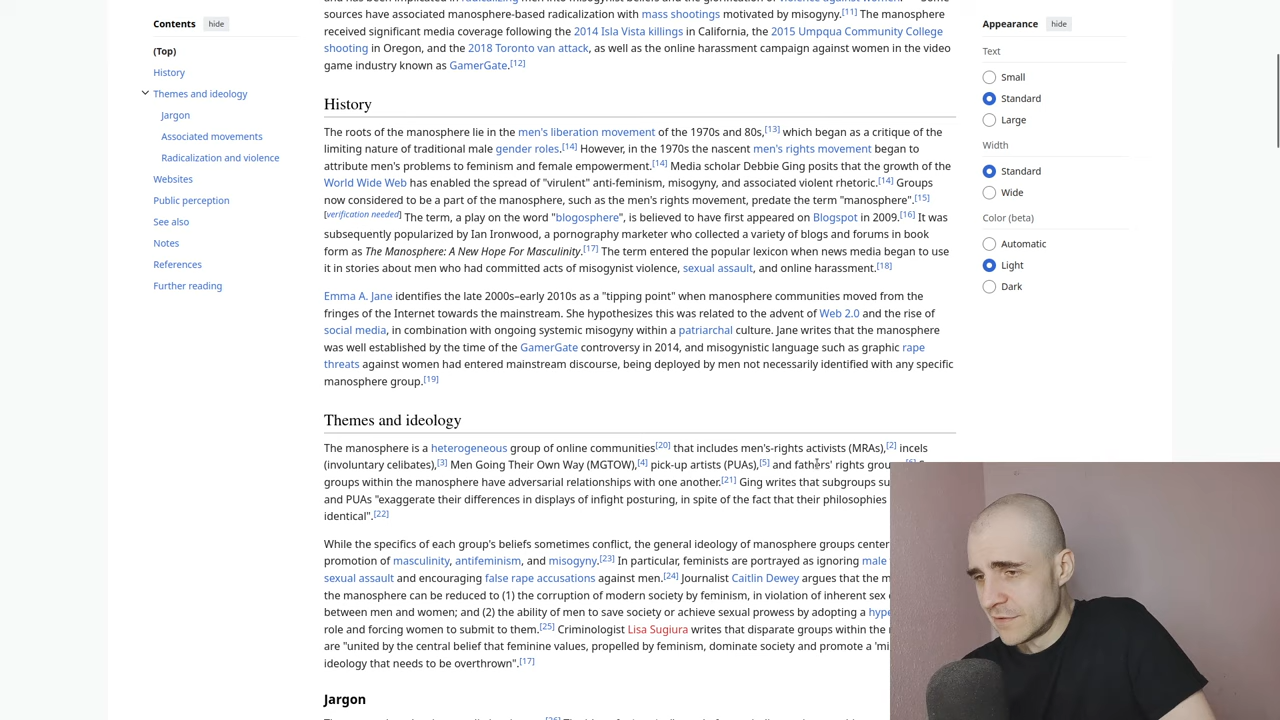 Contents hide
(Top)
History
Themes and ideology
Jargon
Associated movements
Radicalization and violence
Websites
Public perception
See also
Notes
References
Further reading
sources have associated manosphere-based radicalization with mass shootings motivated by misogyny.[11] The manosphere
received significant media coverage following the 2014 Isla Vista killings in California, the 2015 Umpqua Community College
shooting in Oregon, and the 2018 Toronto van attack, as well as the online harassment campaign against women in the video
game industry known as GamerGate.[12]
History
The roots of the manosphere lie in the men's liberation movement of the 1970s and 80s,[13] which began as a critique of the
limiting nature of traditional male gender roles.[14] However, in the 1970s the nascent men's rights movement began to
attribute men's problems to feminism and female empowerment.[14] Media scholar Debbie Ging posits that the growth of the
World Wide Web has enabled the spread of "virulent" anti-feminism, misogyny, and associated violent rhetoric.[14] Groups
now considered to be a part of the manosphere, such as the men's rights movement, predate the term "manosphere".[15]
[verification needed] The term, a play on the word "blogosphere", is believed to have first appeared on Blogspot in 2009.[16] It was
subsequently popularized by Ian Ironwood, a pornography marketer who collected a variety of blogs and forums in book
form as The Manosphere: A New Hope For Masculinity.[17] The term entered the popular lexicon when news media began to use
it in stories about men who had committed acts of misogynist violence, sexual assault, and online harassment.[18]
Emma A. Jane identifies the late 2000s–early 2010s as a "tipping point" when manosphere communities moved from the
fringes of the Internet towards the mainstream. She hypothesizes this was related to the advent of Web 2.0 and the rise of
social media, in combination with ongoing systemic misogyny within a patriarchal culture. Jane writes that the manosphere
was well established by the time of the GamerGate controversy in 2014, and misogynistic language such as graphic rape
threats against women had entered mainstream discourse, being deployed by men not necessarily identified with any specific
manosphere group.[19]
Themes and ideology
The manosphere is a heterogeneous group of online communities[20] that includes men's-rights activists (MRAs),[2] incels
(involuntary celibates),[3] Men Going Their Own Way (MGTOW),[4] pick-up artists (PUAs),[5] and fathers' rights
groups within the manosphere have adversarial relationships with one another.[21] Ging writes that subgroups
and PUAs "exaggerate their differences in displays of infight posturing, in spite of the fact that their philosophies
identical".[22]
While the specifics of each group's beliefs sometimes conflict, the general ideology of manosphere groups center
promotion of masculinity, antifeminism, and misogyny.[23] In particular, feminists are portrayed as ignoring male
sexual assault and encouraging false rape accusations against men.[24] Journalist Caitlin Dewey argues that the
the manosphere can be reduced to (1) the corruption of modern society by feminism, in violation of inherent sex
between men and women; and (2) the ability of men to save society or achieve sexual prowess by adopting a
role and forcing women to submit to them.[25] Criminologist Lisa Sugiura writes that disparate groups within the
are "united by the central belief that feminine values, propelled by feminism, dominate society and promote a
ideology that needs to be overthrown".[17]
Jargon
Appearance hide
Text
Small
Standard
Large
Width
Standard
Wide
Color (beta)
Automatic
Light
Dark